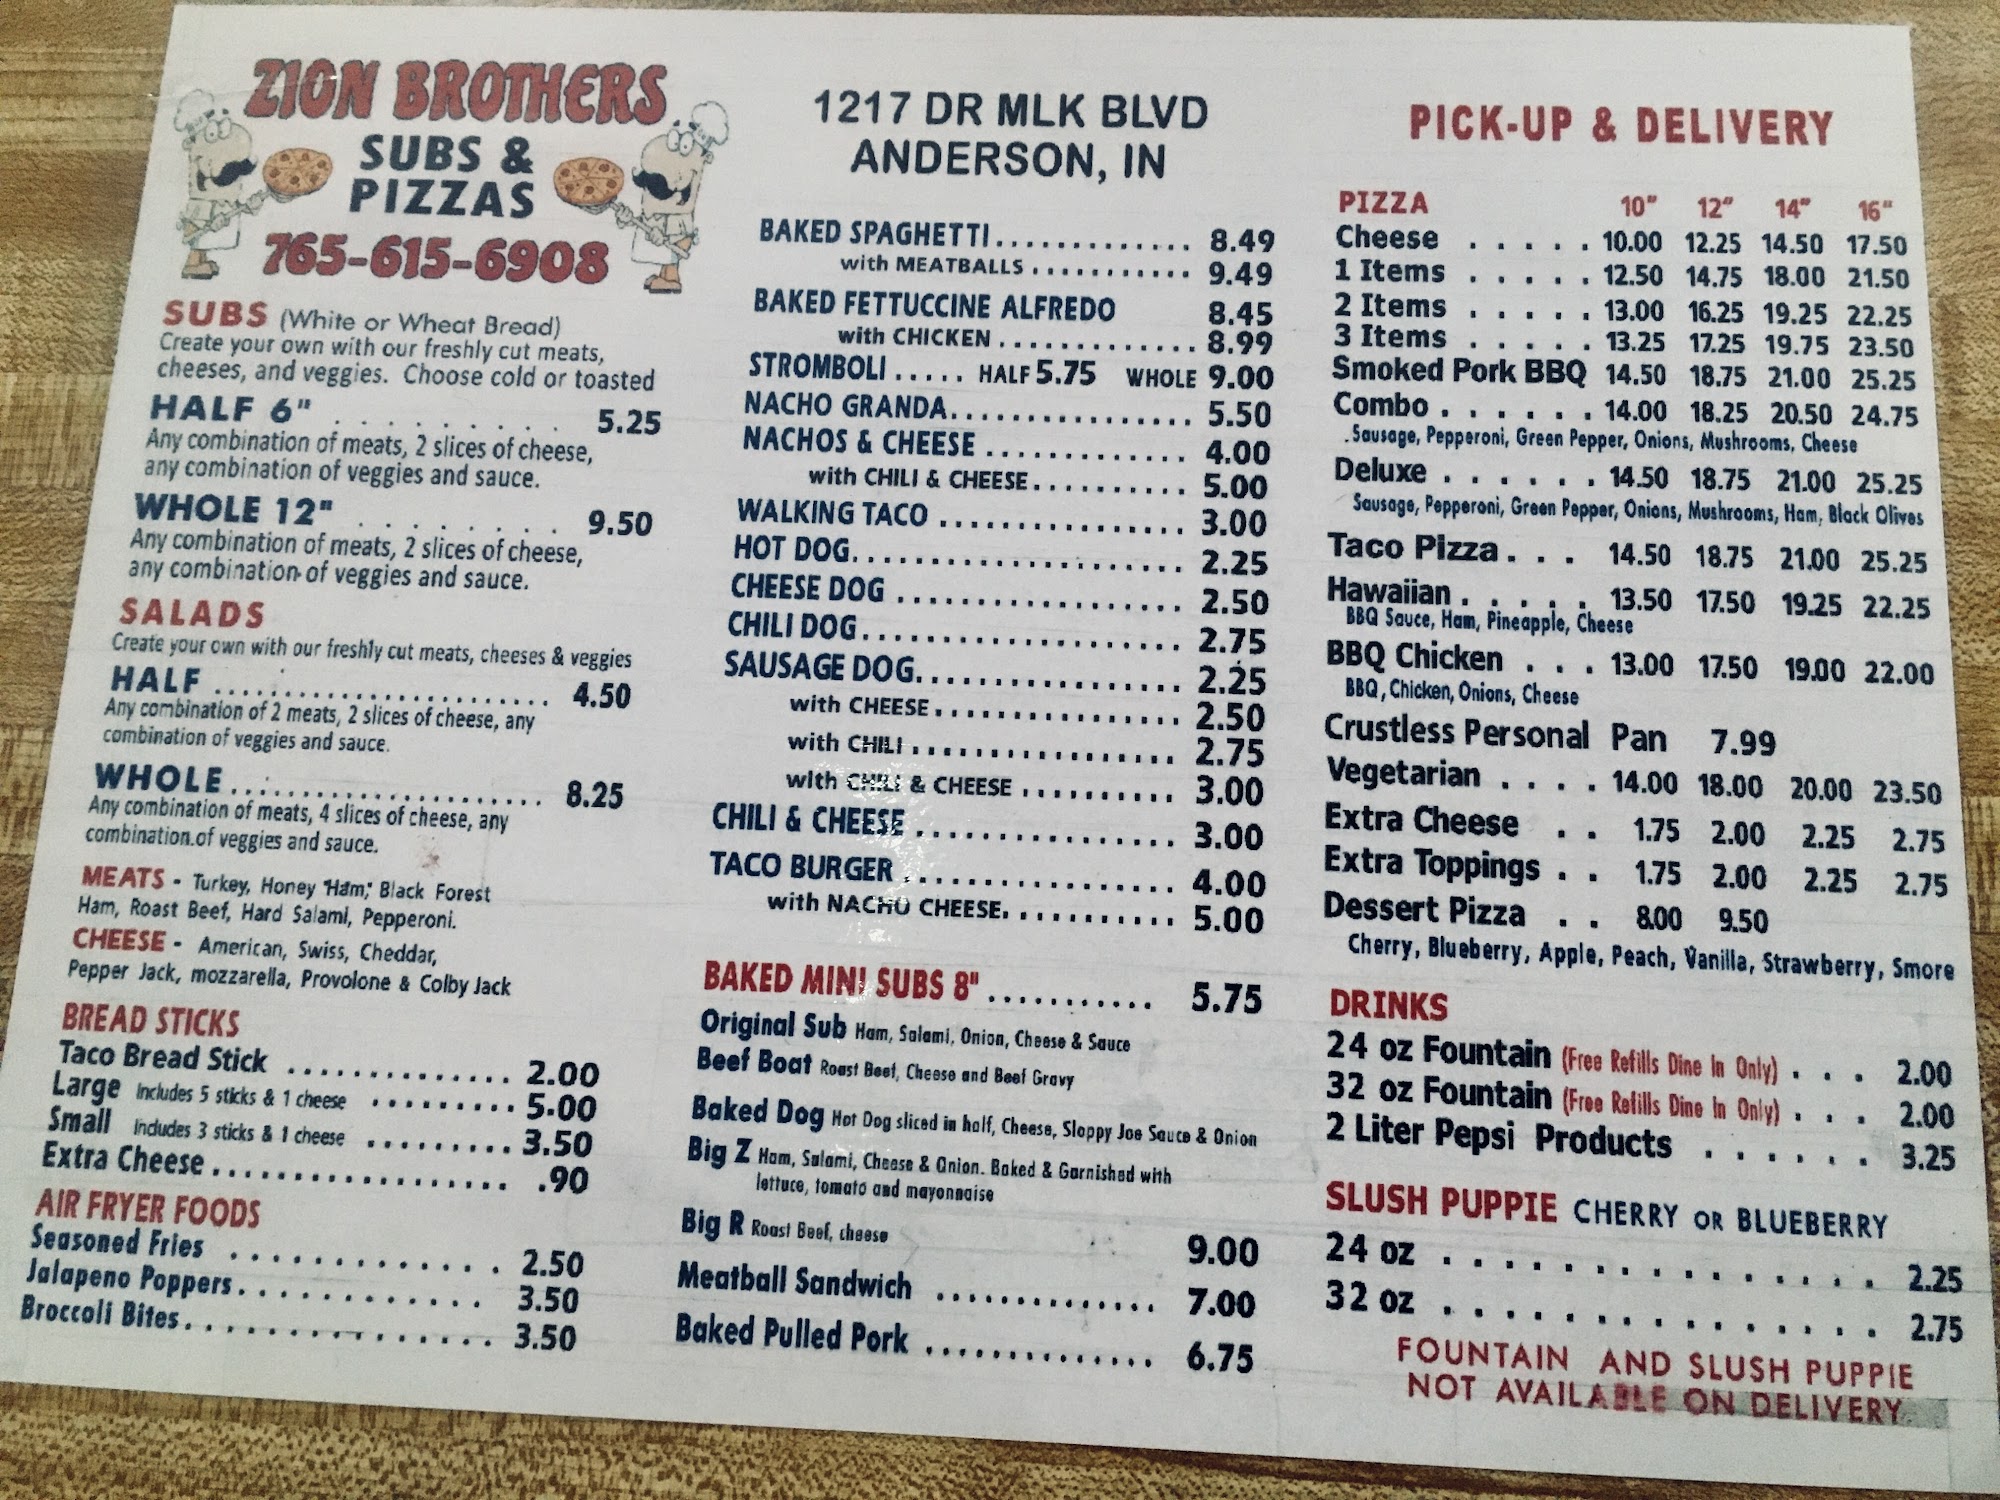 ZION BROTHERS
SUBS &
PIZZAS
765-615-6908
SUBS (White or Wheat Bread)
Create your own with our freshly cut meats,
cheeses, and veggies. Choose cold or toasted
HALF 6" . . . . . . . . . . 5.25
Any combination of meats, 2 slices of cheese,
any combination of veggies and sauce.
WHOLE 12" . . . . . . . . . 9.50
Any combination of meats, 2 slices of cheese,
any combination of veggies and sauce.
SALADS
Create your own with our freshly cut meats, cheeses & veggies
HALF ........................ 4.50
Any combination of 2 meats, 2 slices of cheese, any
combination of veggies and sauce.
WHOLE...................... 8.25
Any combination of meats, 4 slices of cheese, any
combination of veggies and sauce.
MEATS - Turkey, Honey Ham, Black Forest
Ham, Roast Beef, Hard Salami, Pepperoni.
CHEESE - American, Swiss, Cheddar,
Pepper Jack, mozzarella, Provolone & Colby Jack
BREAD STICKS
Taco Bread Stick .............. 2.00
Large Includes 5 sticks & 1 cheese ......... 5.00
Small Includes 3 sticks & 1 cheese ......... 3.50
Extra Cheese.................. .90
AIR FRYER FOODS
Seasoned Fries ............. 2.50
Jalapeno Poppers............ 3.50
Broccoli Bites............... 3.50
1217 DR MLK BLVD
ANDERSON, IN
BAKED SPAGHETTI............. 8.49
with MEATBALLS ........... 9.49
BAKED FETTUCCINE ALFREDO 8.45
with CHICKEN ............. 8.99
STROMBOLI ..... HALF 5.75 WHOLE 9.00
NACHO GRANDA............... 5.50
NACHOS & CHEESE ............. 4.00
with CHILI & CHEESE.......... 5.00
WALKING TACO ............... 3.00
HOT DOG.................... 2.25
CHEESE DOG ................. 2.50
CHILI DOG................... 2.75
SAUSAGE DOG................ 2.25
with CHEESE................ 2.50
with CHILI ................ 2.75
with CHILI & CHEESE .......... 3.00
CHILI & CHEESE ............... 3.00
TACO BURGER ................ 4.00
with NACHO CHEESE........... 5.00
BAKED MINI SUBS 8" ........... 5.75
Original Sub Ham, Salami, Onion, Cheese & Sauce
Beef Boat Roast Beef, Cheese and Beef Gravy
Baked Dog Hot Dog sliced in half, Cheese, Sloppy Joe Sauce & Onion
Big Z Ham, Salami, Cheese & Onion. Baked & Garnished with
lettuce, tomato and mayonnaise
Big R Roast Beef, cheese 9.00
Meatball Sandwich ............. 7.00
Baked Pulled Pork .............. 6.75
PICK-UP & DELIVERY
PIZZA 10" 12" 14" 16"
Cheese . . . . . 10.00 12.25 14.50 17.50
1 Items . . . . . 12.50 14.75 18.00 21.50
2 Items . . . . . 13.00 16.25 19.25 22.25
3 Items . . . . . 13.25 17.25 19.75 23.50
Smoked Pork BBQ 14.50 18.75 21.00 25.25
Combo . . . . . . 14.00 18.25 20.50 24.75
Sausage, Pepperoni, Green Pepper, Onions, Mushrooms, Cheese
Deluxe . . . . . . 14.50 18.75 21.00 25.25
Sausage, Pepperoni, Green Pepper, Onions, Mushrooms, Ham, Black Olives
Taco Pizza . . . 14.50 18.75 21.00 25.25
Hawaiian . . . . . 13.50 17.50 19.25 22.25
BBQ Sauce, Ham, Pineapple, Cheese
BBQ Chicken . . . 13.00 17.50 19.00 22.00
BBQ, Chicken, Onions, Cheese
Crustless Personal Pan 7.99
Vegetarian . . . . 14.00 18.00 20.00 23.50
Extra Cheese . . 1.75 2.00 2.25 2.75
Extra Toppings . . 1.75 2.00 2.25 2.75
Dessert Pizza . . 8.00 9.50
Cherry, Blueberry, Apple, Peach, Vanilla, Strawberry, Smore
DRINKS
24 oz Fountain (Free Refills Dine In Only) . . . 2.00
32 oz Fountain (Free Refills Dine In Only) . . . 2.00
2 Liter Pepsi Products . . . . . . 3.25
SLUSH PUPPIE CHERRY OR BLUEBERRY
24 oz . . . . . . . . . . . . . . . 2.25
32 oz . . . . . . . . . . . . . . . 2.75
FOUNTAIN AND SLUSH PUPPIE
NOT AVAILABLE ON DELIVERY